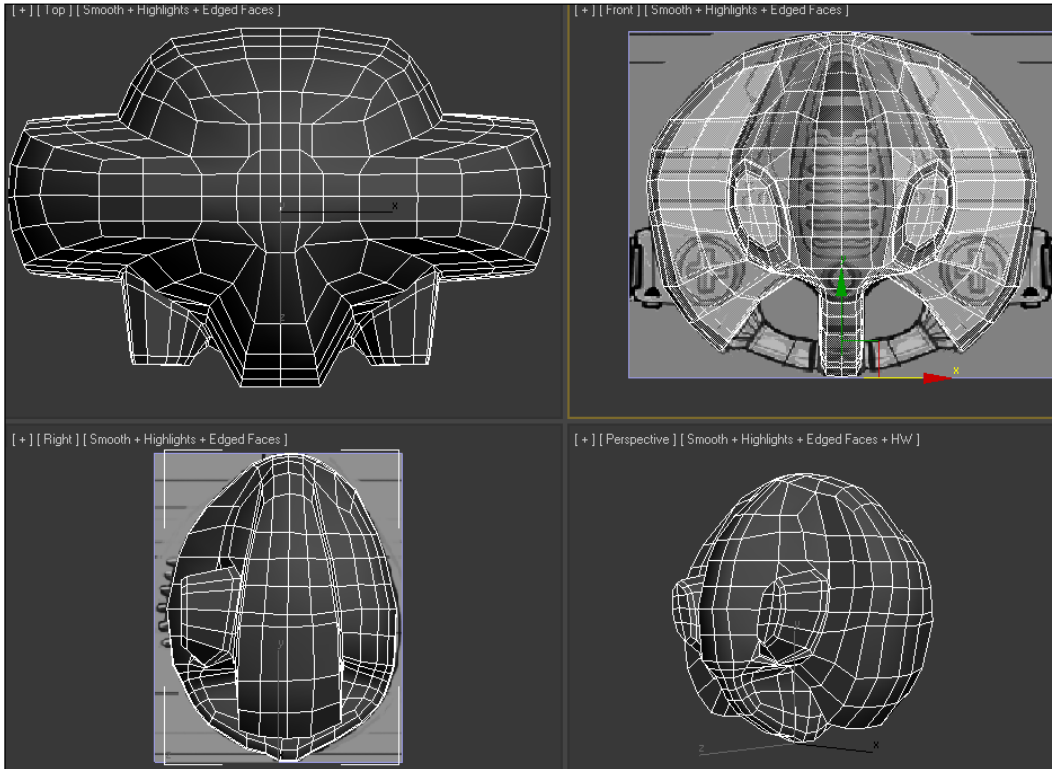 [ + ] [ Top ] [ Smooth + Highlights + Edged Faces ]
[ + ] [ Front ] [ Smooth + Highlights + Edged Faces ]
x
z
x
[ + ] [ Right ] [ Smooth + Highlights + Edged Faces ]
[ + ] [ Perspective ] [ Smooth + Highlights + Edged Faces + HW ]
y
z
x